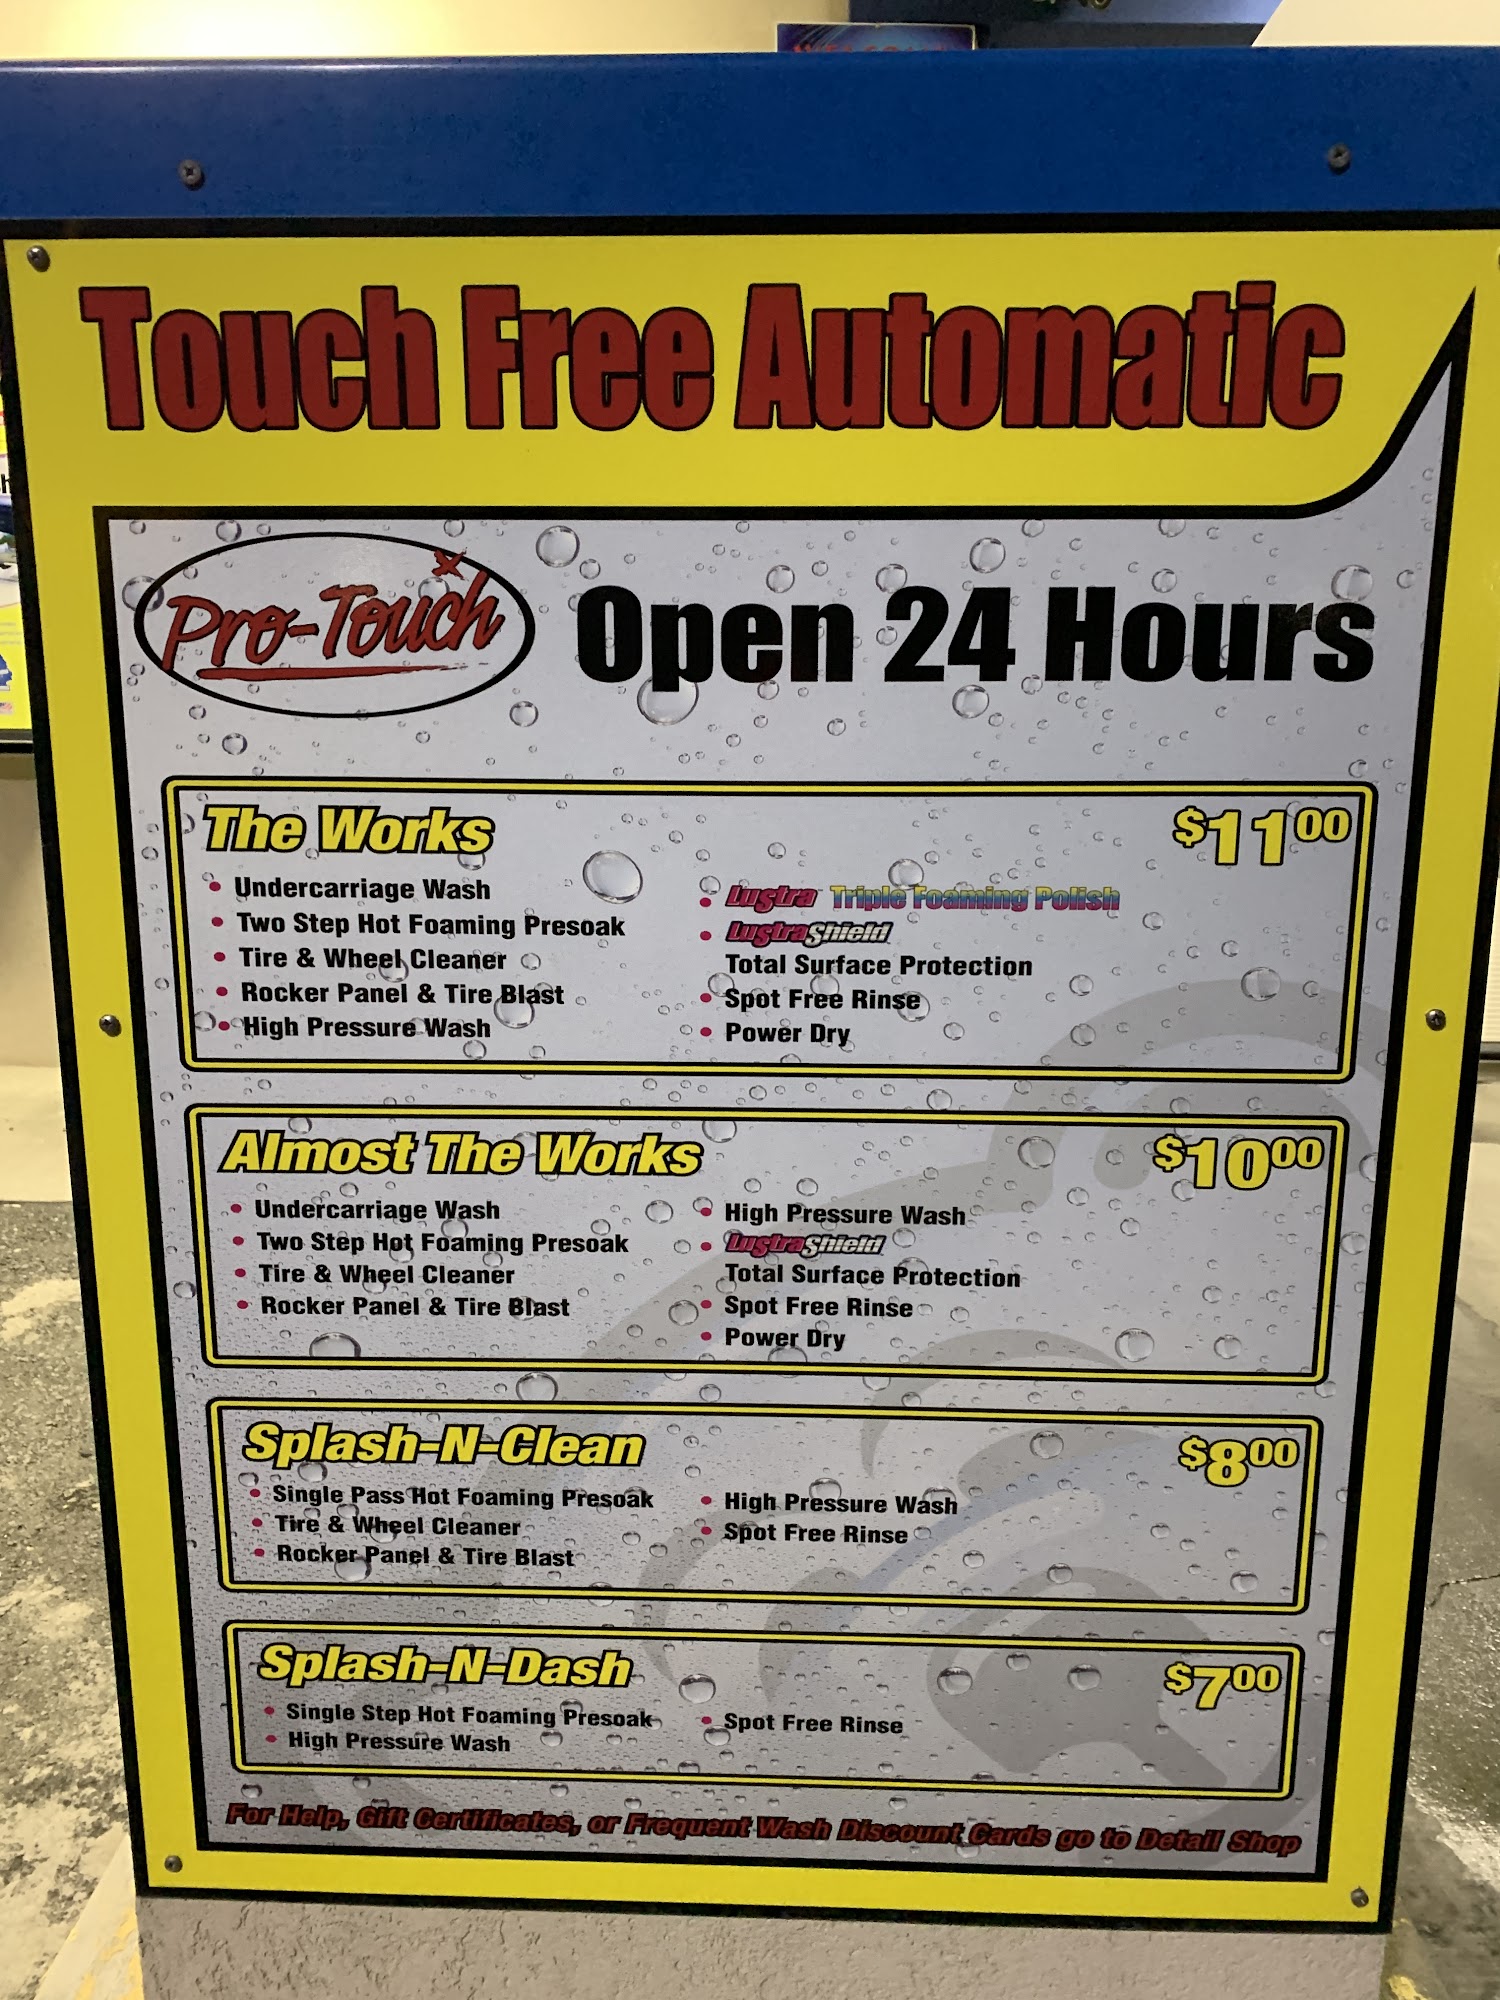 Touch Free Automatic
Pro-Touch
Open 24 Hours
The Works
$11 00
• Undercarriage Wash
• Two Step Hot Foaming Presoak
• Tire & Wheel Cleaner
• Rocker Panel & Tire Blast
• High Pressure Wash
• Lustra Triple Foaming Polish
• LustraShield
Total Surface Protection
• Spot Free Rinse
• Power Dry
Almost The Works
$10 00
• Undercarriage Wash
• Two Step Hot Foaming Presoak
• Tire & Wheel Cleaner
• Rocker Panel & Tire Blast
• High Pressure Wash
• LustraShield
Total Surface Protection
• Spot Free Rinse
• Power Dry
Splash-N-Clean
$8 00
• Single Pass Hot Foaming Presoak
• Tire & Wheel Cleaner
• Rocker Panel & Tire Blast
• High Pressure Wash
• Spot Free Rinse
Splash-N-Dash
$7 00
• Single Step Hot Foaming Presoak
• High Pressure Wash
• Spot Free Rinse
For Help, Gift Certificates, or Frequent Wash Discount Cards go to Detail Shop